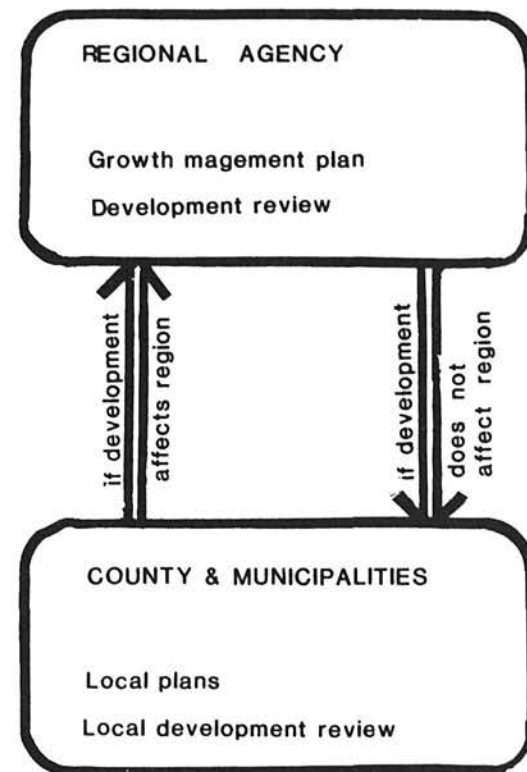 REGIONAL AGENCY
Growth magement plan
Development review
if development
affects region
if development
does not
affect region
COUNTY & MUNICIPALITIES
Local plans
Local development review